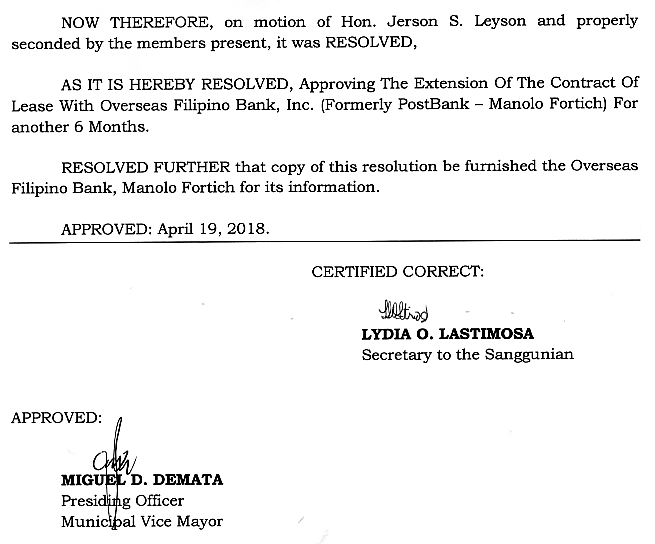 NOW THEREFORE, on motion of Hon. Jerson S. Leyson and properly
seconded by the members present, it was RESOLVED,
AS IT IS HEREBY RESOLVED, Approving The Extension Of The Contract Of
Lease With Overseas Filipino Bank, Inc. (Formerly PostBank – Manolo Fortich) For
another 6 Months.
RESOLVED FURTHER that copy of this resolution be furnished the Overseas
Filipino Bank, Manolo Fortich for its information.
APPROVED: April 19, 2018.
CERTIFIED CORRECT:
LYDIA O. LASTIMOSA
Secretary to the Sanggunian
APPROVED:
MIGUEL D. DEMATA
Presiding Officer
Municipal Vice Mayor